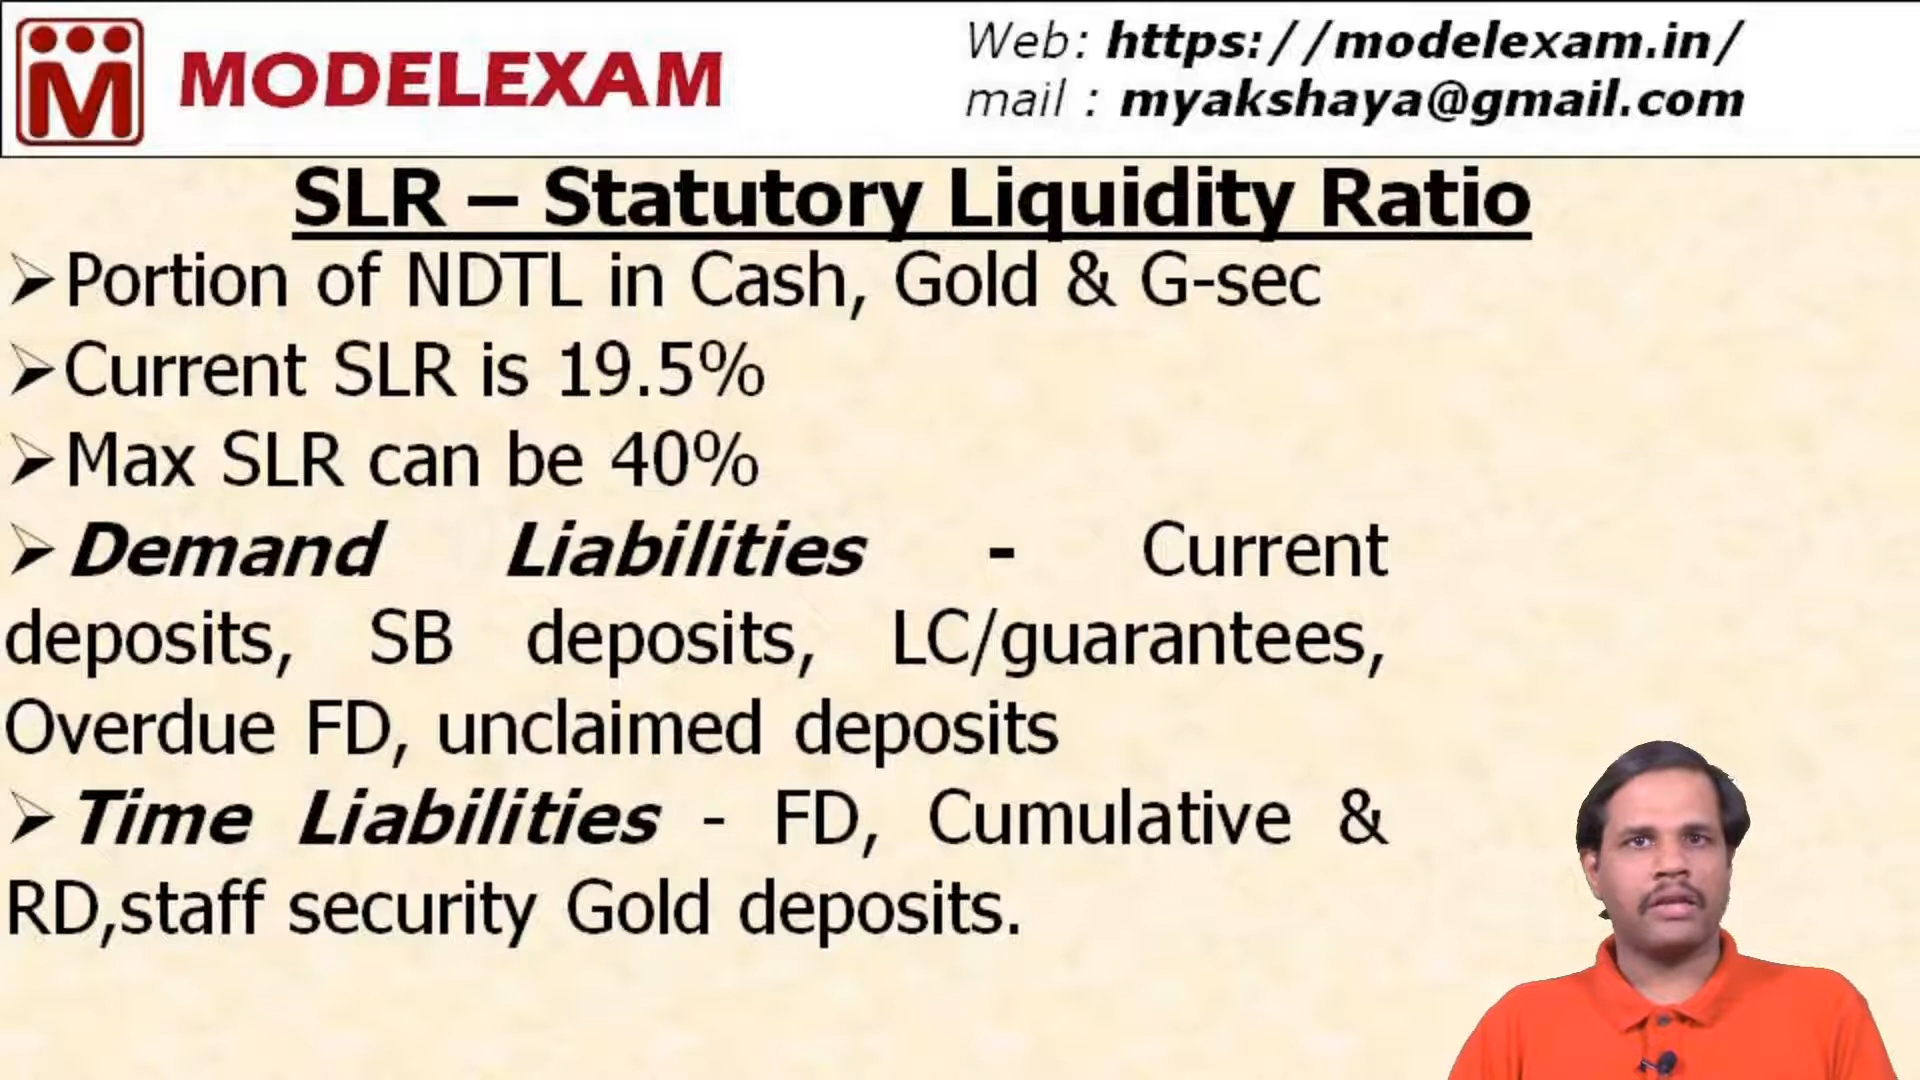 MODELEXAM
Web: https://modelexam.in/
mail : myakshaya@gmail.com
SLR – Statutory Liquidity Ratio
➢Portion of NDTL in Cash, Gold & G-sec
➢Current SLR is 19.5%
➢Max SLR can be 40%
➢Demand Liabilities - Current
deposits, SB deposits, LC/guarantees,
Overdue FD, unclaimed deposits
➢Time Liabilities - FD, Cumulative &
RD,staff security Gold deposits.